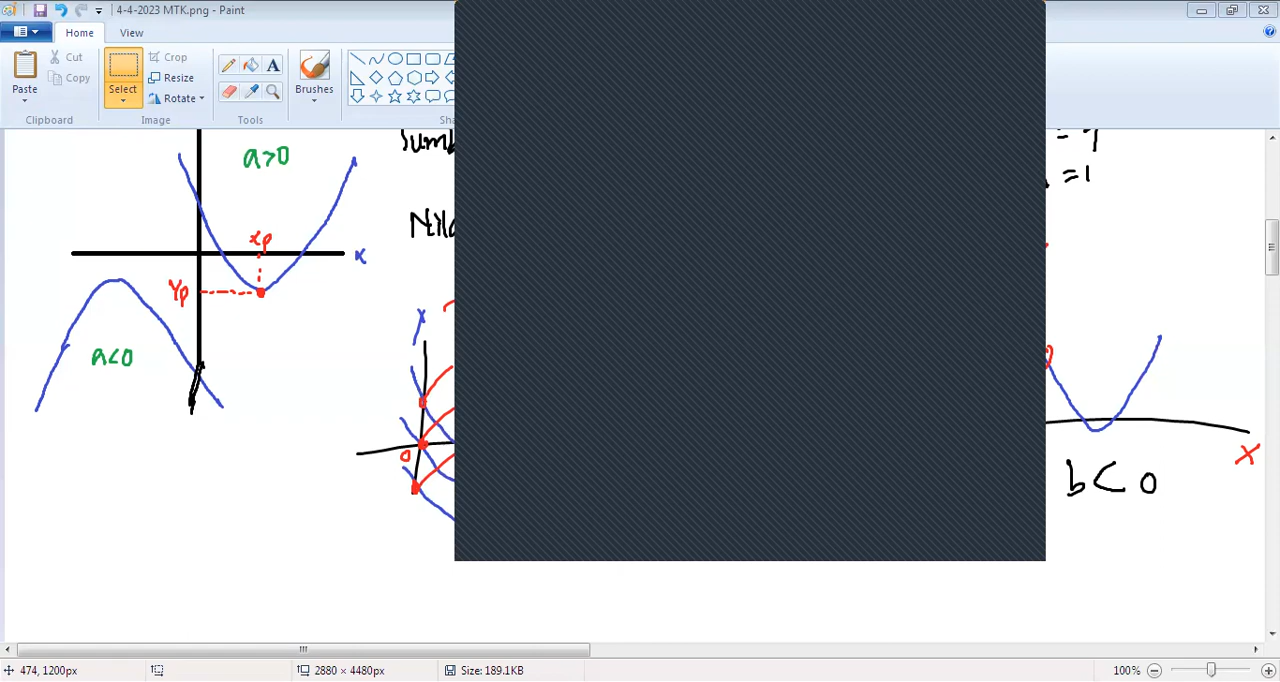 4-4-2023 MTK.png - Paint
Home View
Paste
Cut
Copy
Clipboard
Select
Crop
Resize
Rotate
Image
Tools
Brushes
a>0
xp
x
Yp
a<0
= 1
0
X
b < 0
474, 1200px
2880 × 4480px
Size: 189.1KB
100%